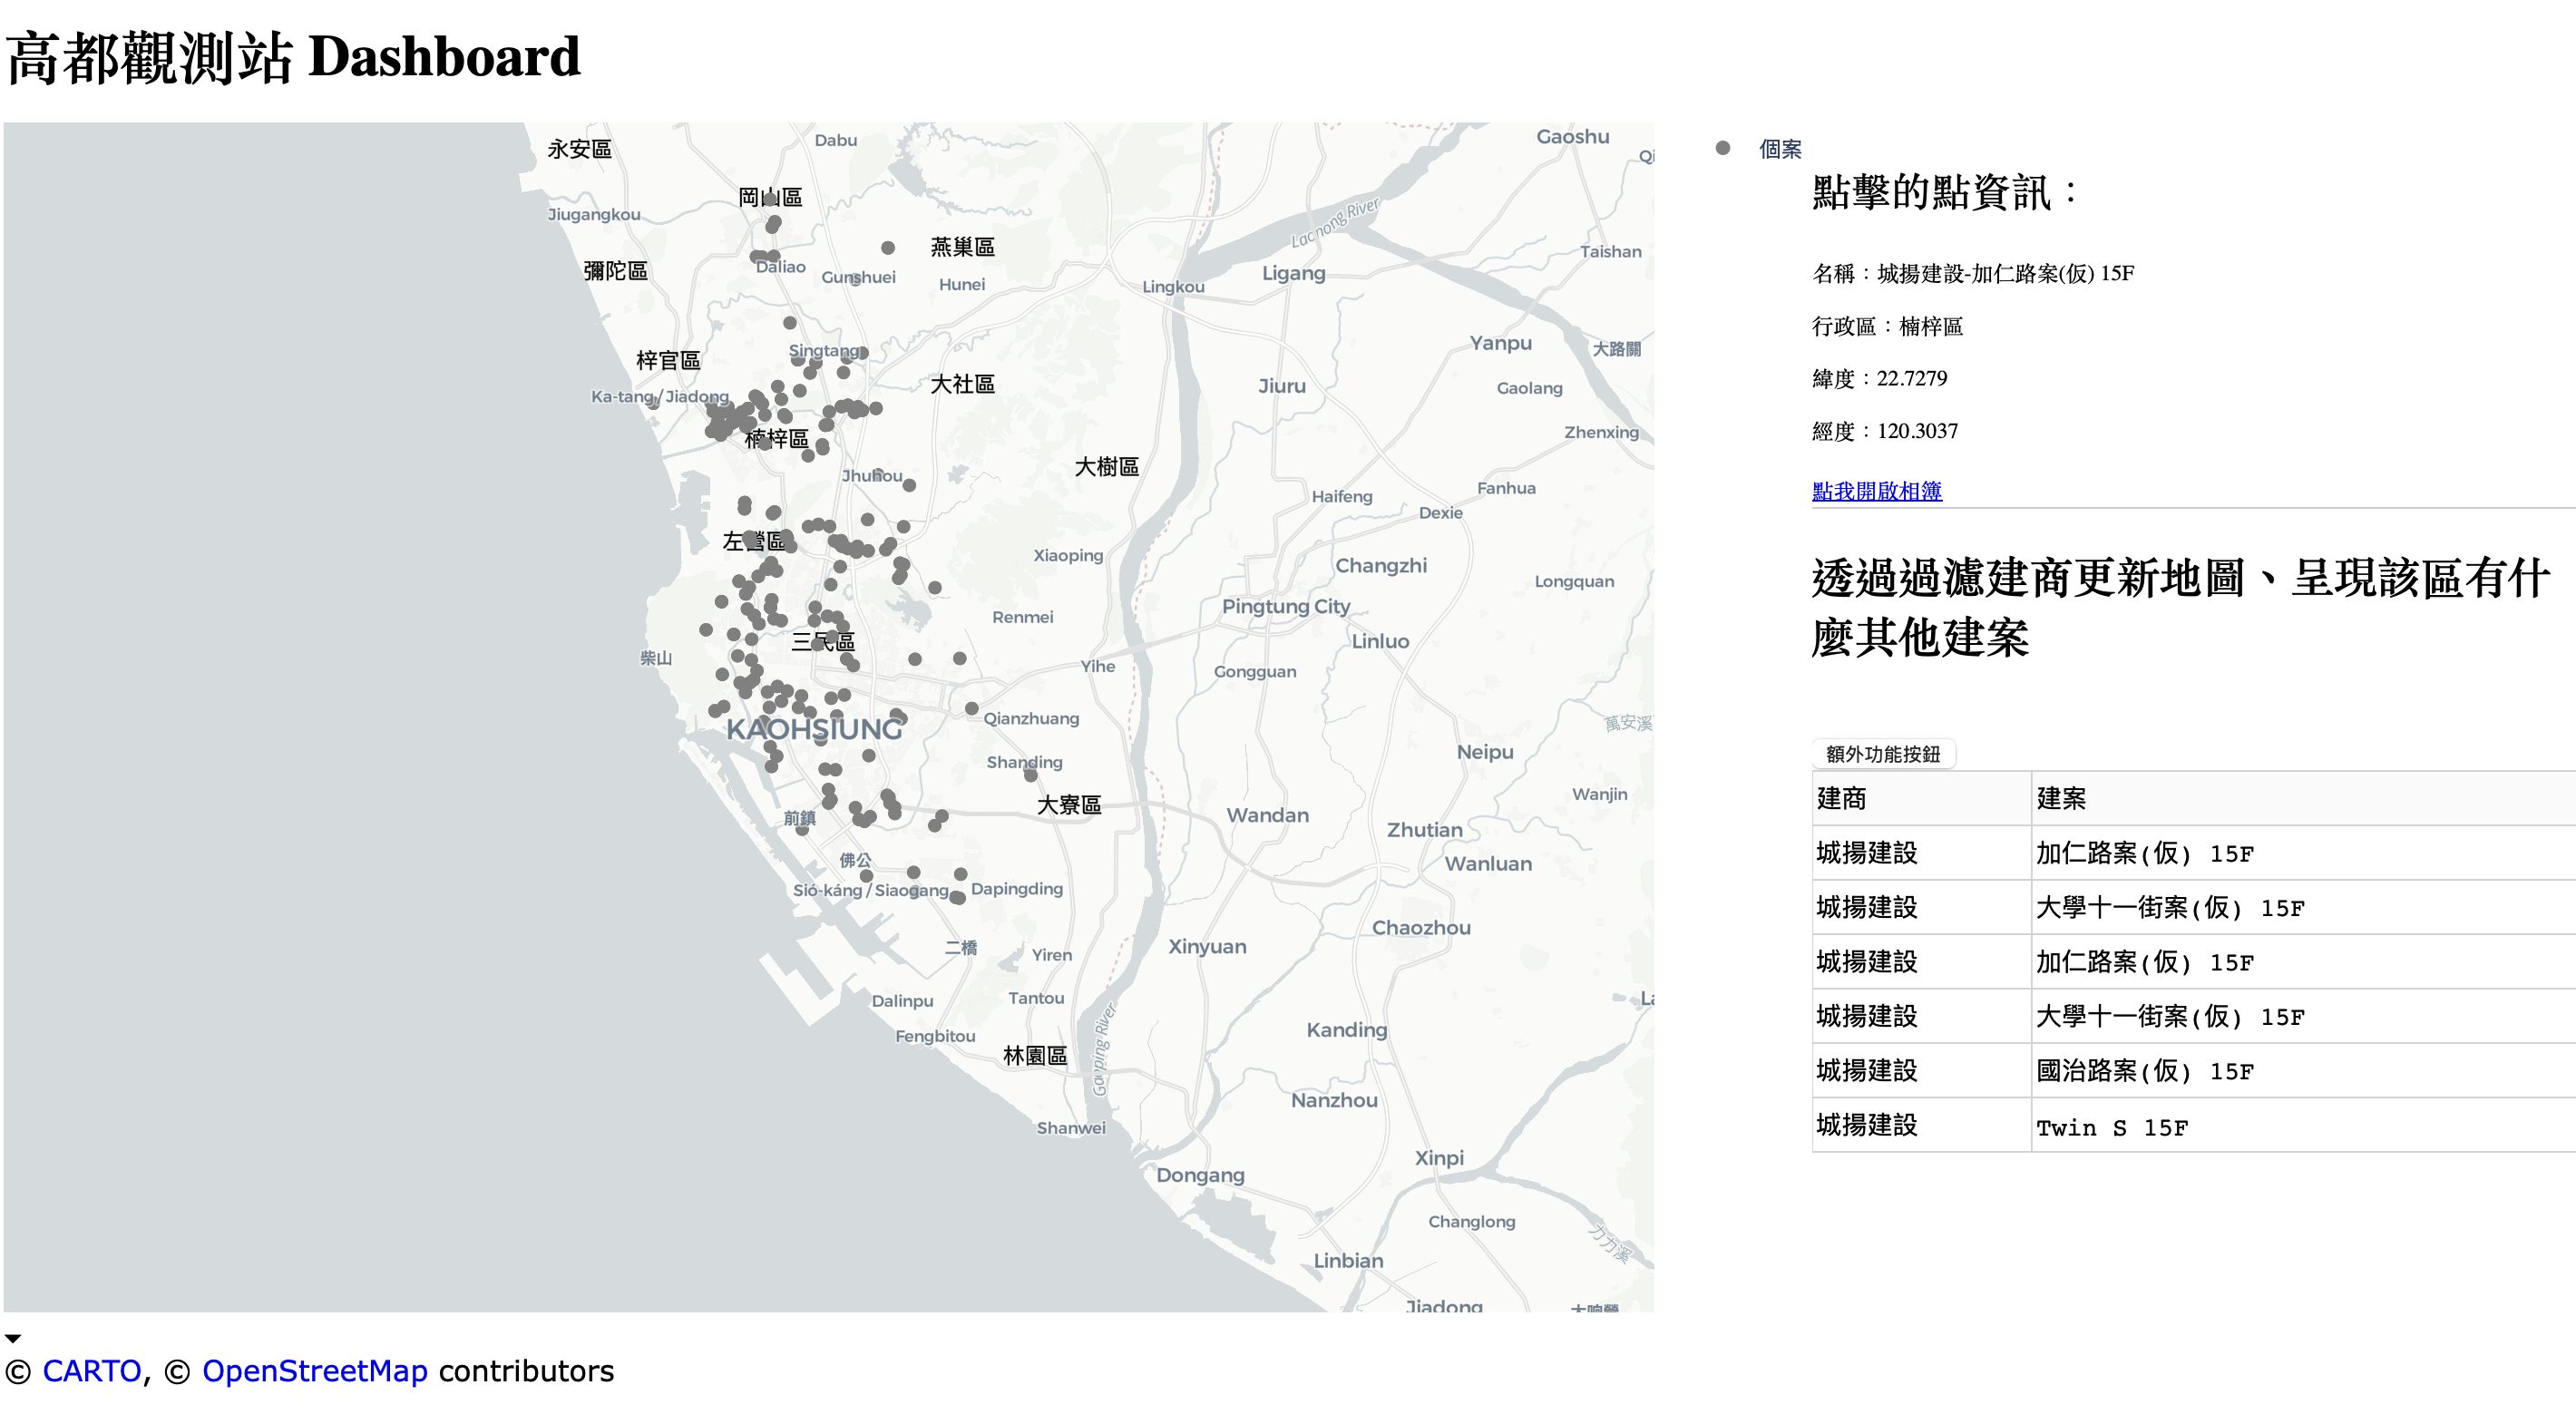 高都觀測站 Dashboard
永安區
Dabu
Gaoshu
岡山區
Jiugangkou
Laonong River
燕巢區
Taishan
彌陀區
Daliao
Gunshuei
Hunei
Lingkou
Ligang
梓官區
Singtang
Yanpu
大路關
大社區
Jiuru
Gaolang
Ka-tang/Jiadong
楠梓區
Zhenxing
大樹區
Jhuhou
Haifeng
Fanhua
Dexie
左營區
Xiaoping
Changzhi
Longquan
Renmei
Pingtung City
三民區
Linluo
柴山
Yihe
Gongguan
KAOHSIUNG
Qianzhuang
萬安溪
Shanding
Neipu
大寮區
Wanjin
前鎮
Wandan
Zhutian
佛公
Wanluan
Sió-káng/Siaogang
Dapingding
Chaozhou
二橋
Yiren
Xinyuan
Dalinpu
Tantou
Fengbitou
Gaoping River
Kanding
林園區
Nanzhou
Shanwei
Dongang
Xinpi
Changlong
力力溪
Linbian
Jiadong
個案
點擊的點資訊：
名稱：城揚建設-加仁路案(仮) 15F
行政區：楠梓區
緯度：22.7279
經度：120.3037
點我開啟相簿
透過過濾建商更新地圖、呈現該區有什
麼其他建案
額外功能按鈕
建商 建案
城揚建設 加仁路案(仮) 15F
城揚建設 大學十一街案(仮) 15F
城揚建設 加仁路案(仮) 15F
城揚建設 大學十一街案(仮) 15F
城揚建設 國治路案(仮) 15F
城揚建設 Twin S 15F
© CARTO, © OpenStreetMap contributors